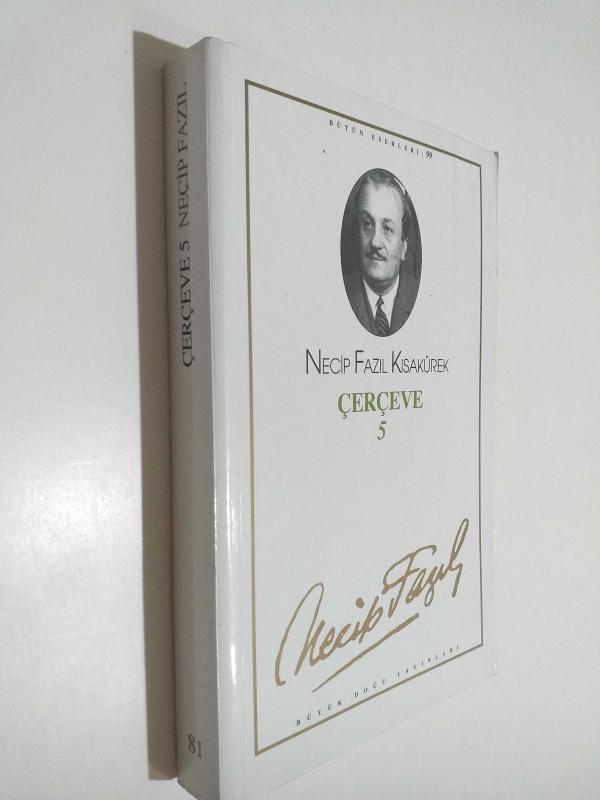 ÇERÇEVE 5 NECİP FAZIL
81
BÜTÜN ESERLERİ: 99
NECİP FAZIL KISAKÜREK
ÇERÇEVE
5
Necip Fazıl
BÜYÜK DOĞU YAYINLARI